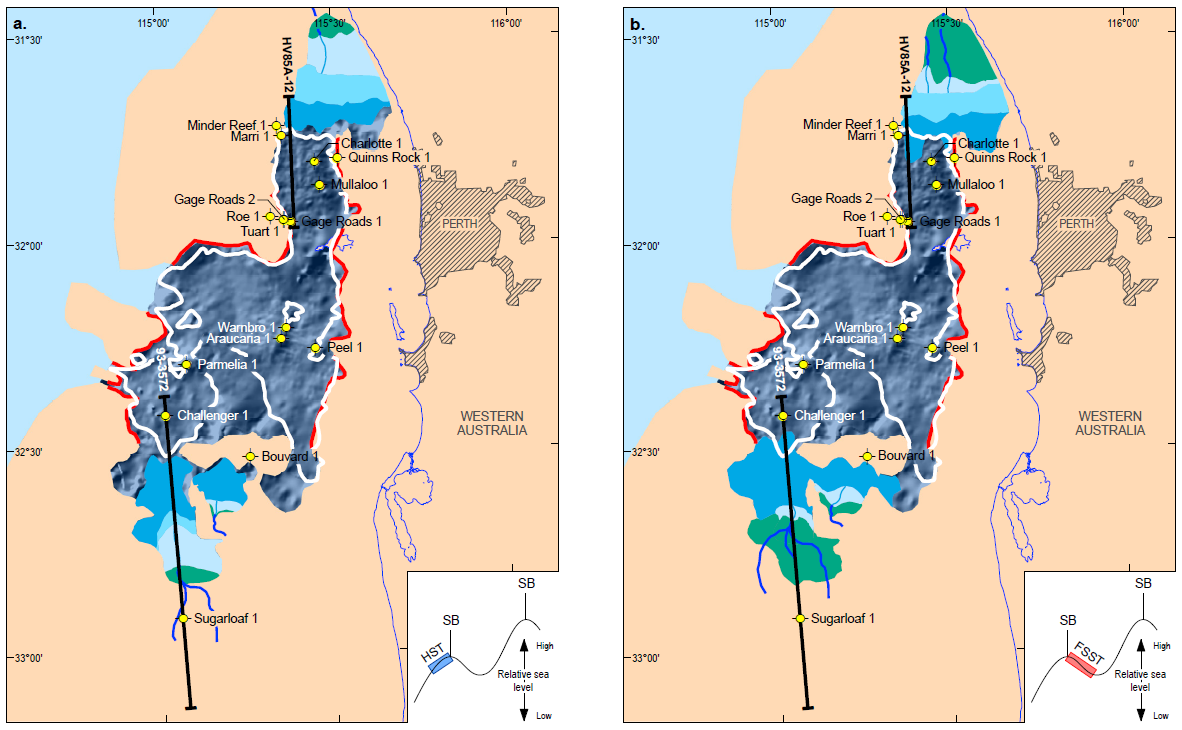 a.
115°00'
115°30'
116°00'
31°30'
HV85A-12
Minder Reef 1
Marri 1
Charlotte 1
Quinns Rock 1
Mullaloo 1
Gage Roads 2
Roe 1
Gage Roads 1
Tuart 1
PERTH
32°00'
Warnbro 1
Araucaria 1
Peel 1
93-3572
Parmelia 1
Challenger 1
WESTERN
AUSTRALIA
32°30'
Bouvard 1
Sugarloaf 1
33°00'
SB
SB
HST
High
Relative sea
level
Low
b.
115°00'
115°30'
116°00'
31°30'
HV85A-12
Minder Reef 1
Marri 1
Charlotte 1
Quinns Rock 1
Mullaloo 1
Gage Roads 2
Roe 1
Gage Roads 1
Tuart 1
PERTH
32°00'
Warnbro 1
Araucaria 1
Peel 1
93-3572
Parmelia 1
Challenger 1
WESTERN
AUSTRALIA
32°30'
Bouvard 1
Sugarloaf 1
33°00'
SB
SB
FSST
High
Relative sea
level
Low